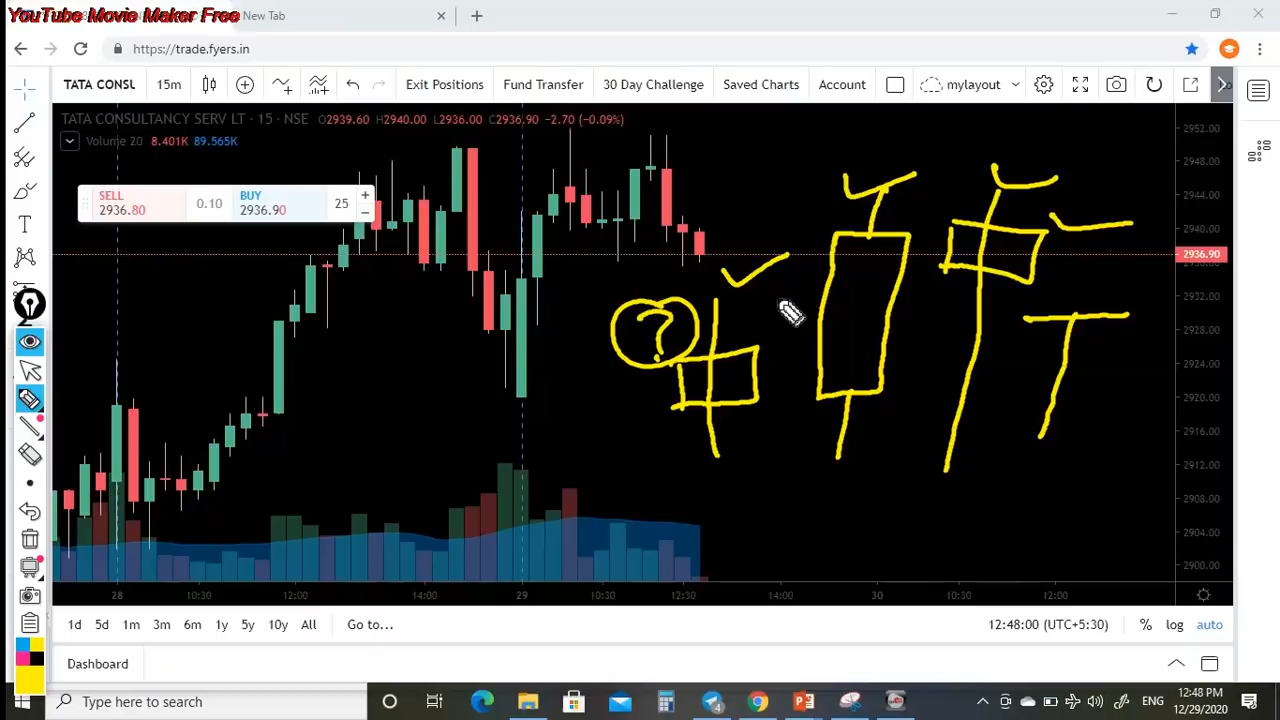 YouTube Movie Maker Free
New Tab
https://trade.fyers.in
TATA CONSU 15m Exit Positions Fund Transfer 30 Day Challenge Saved Charts Account mylayout
TATA CONSULTANCY SERV LT · 15 · NSE O2939.60 H2940.00 L2936.00 C2936.90 −2.70 (−0.09%)
Volume 20 8.401K 89.565K
SELL
2936.80
0.10
BUY
2936.90
25
?
2952.00
2948.00
2944.00
2940.00
2936.90
2932.00
2928.00
2924.00
2920.00
2916.00
2912.00
2908.00
2904.00
2900.00
28 10:30 12:00 14:00 29 10:30 12:30 14:00 30 10:30 12:00
1d 5d 1m 3m 6m 1y 5y 10y All Go to... 12:48:00 (UTC+5:30) % log auto
Dashboard
Type here to search
ENG
12:48 PM
12/29/2020